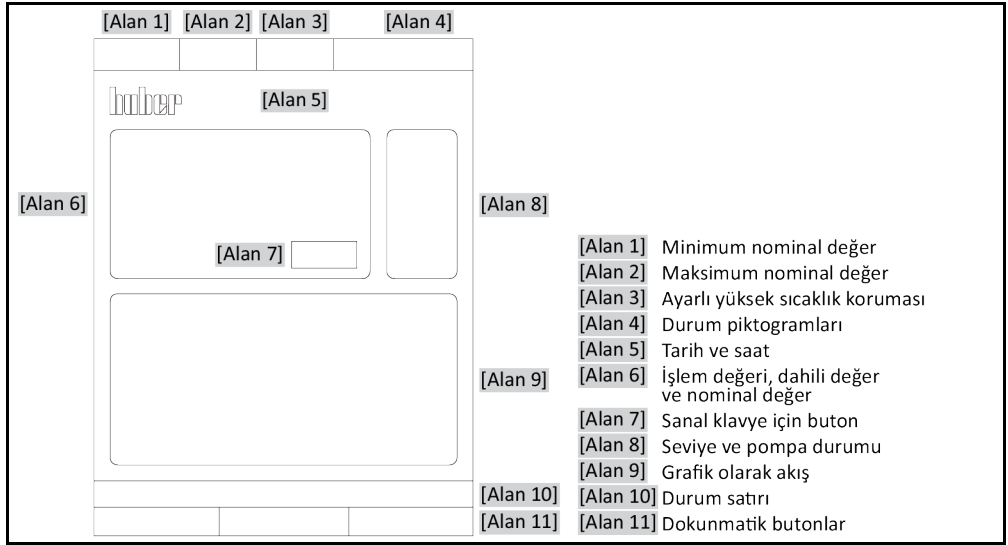 [Alan 1] [Alan 2] [Alan 3] [Alan 4]
huber [Alan 5]
[Alan 6] [Alan 8]
[Alan 7]
[Alan 9]
[Alan 10]
[Alan 11]
[Alan 1] Minimum nominal değer
[Alan 2] Maksimum nominal değer
[Alan 3] Ayarlı yüksek sıcaklık koruması
[Alan 4] Durum piktogramları
[Alan 5] Tarih ve saat
[Alan 6] İşlem değeri, dahili değer
ve nominal değer
[Alan 7] Sanal klavye için buton
[Alan 8] Seviye ve pompa durumu
[Alan 9] Grafik olarak akış
[Alan 10] Durum satırı
[Alan 11] Dokunmatik butonlar